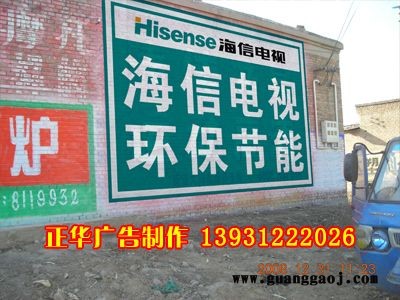 摩
Hisense 海信电视
海信电视
环保节能
炉
:8119932
正华广告制作 13931222026
www.guanggaoj.com